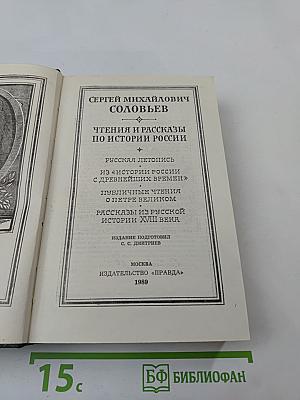 СЕРГЕЙ МИХАЙЛОВИЧ
СОЛОВЬЕВ
ЧТЕНИЯ И РАССКАЗЫ
ПО ИСТОРИИ РОССИИ
РУССКАЯ ЛЕТОПИСЬ
ИЗ «ИСТОРИИ РОССИИ
С ДРЕВНЕЙШИХ ВРЕМЕН»
ПУБЛИЧНЫЕ ЧТЕНИЯ
О ПЕТРЕ ВЕЛИКОМ
РАССКАЗЫ ИЗ РУССКОЙ
ИСТОРИИ XVIII ВЕКА
ИЗДАНИЕ ПОДГОТОВИЛ
С. С. ДМИТРИЕВ
МОСКВА
ИЗДАТЕЛЬСТВО «ПРАВДА»
1989
15 с
БФ БИБЛИОФАН